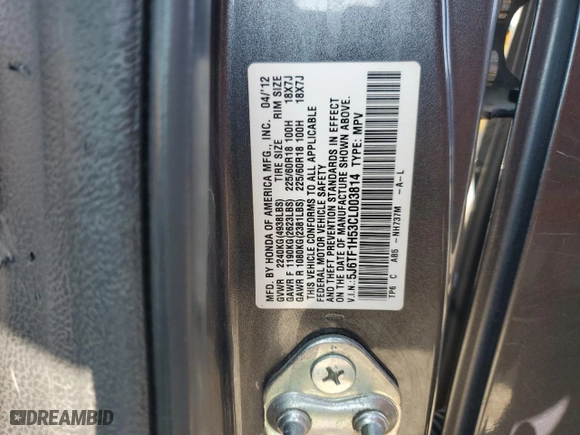 MFD. BY HONDA OF AMERICA MFG., INC. 04/'12
GVWR 2240KG(4938LBS) TIRE SIZE RIM SIZE
GAWR F 1190KG(2623LBS) 225/60R18 100H 18X7J
GAWR R 1080KG(2381LBS) 225/60R18 100H 18X7J
THIS VEHICLE CONFORMS TO ALL APPLICABLE
FEDERAL MOTOR VEHICLE SAFETY
AND THEFT PREVENTION STANDARDS IN EFFECT
ON THE DATE OF MANUFACTURE SHOWN ABOVE.
V.I.N.:5J6TF1H53CL003814 TYPE: MPV
TP6 C A85 -NH737M -A-L
DREAMBID